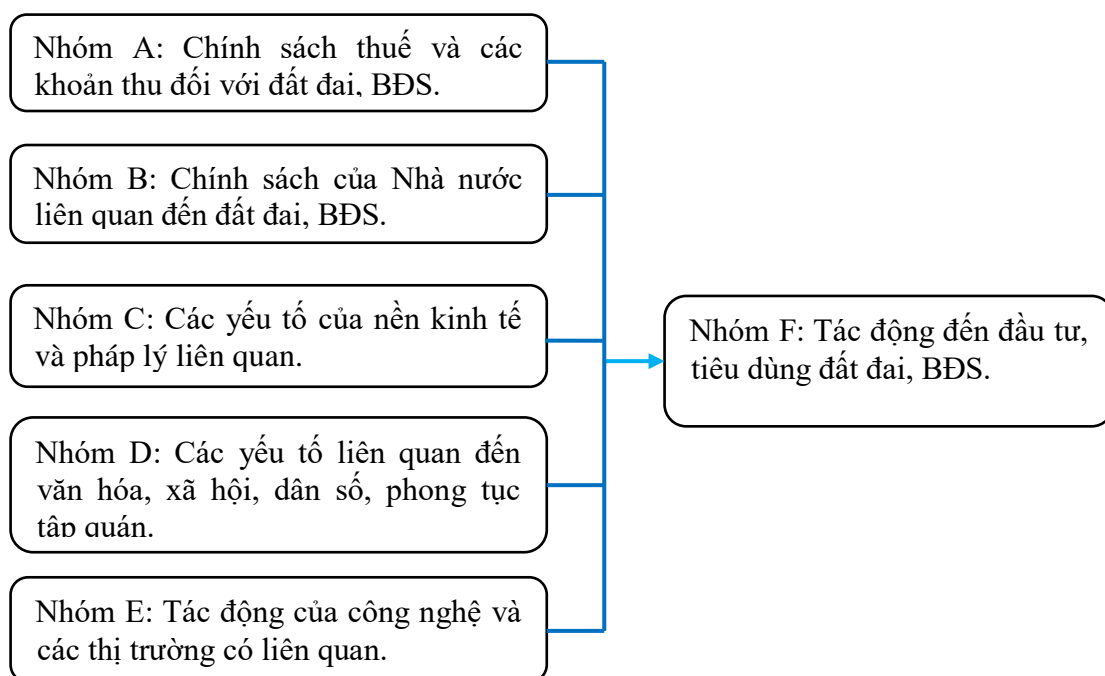 Nhóm A: Chính sách thuế và các
khoản thu đối với đất đai, BĐS.
Nhóm B: Chính sách của Nhà nước
liên quan đến đất đai, BĐS.
Nhóm C: Các yếu tố của nền kinh tế
và pháp lý liên quan.
Nhóm D: Các yếu tố liên quan đến
văn hóa, xã hội, dân số, phong tục
tập quán.
Nhóm E: Tác động của công nghệ và
các thị trường có liên quan.
Nhóm F: Tác động đến đầu tư,
tiêu dùng đất đai, BĐS.